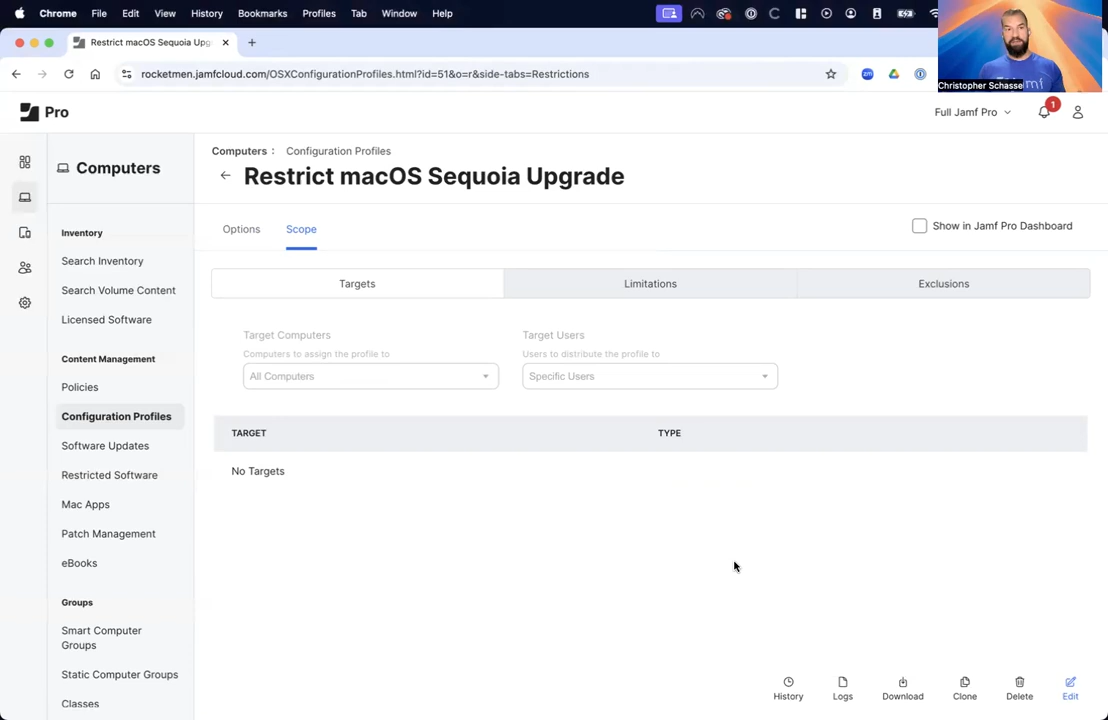 Chrome File Edit View History Bookmarks Profiles Tab Window Help
Restrict macOS Sequoia Upg
rocketmen.jamfcloud.com/OSXConfigurationProfiles.html?id=51&o=r&side-tabs=Restrictions
zm
Christopher Schasse
Pro
Full Jamf Pro
1
Computers
Computers : Configuration Profiles
Restrict macOS Sequoia Upgrade
Options Scope
Show in Jamf Pro Dashboard
Inventory
Search Inventory
Search Volume Content
Licensed Software
Content Management
Policies
Configuration Profiles
Software Updates
Restricted Software
Mac Apps
Patch Management
eBooks
Groups
Smart Computer
Groups
Static Computer Groups
Classes
Targets Limitations Exclusions
Target Computers
Computers to assign the profile to
All Computers
Target Users
Users to distribute the profile to
Specific Users
TARGET TYPE
No Targets
History Logs Download Clone Delete Edit